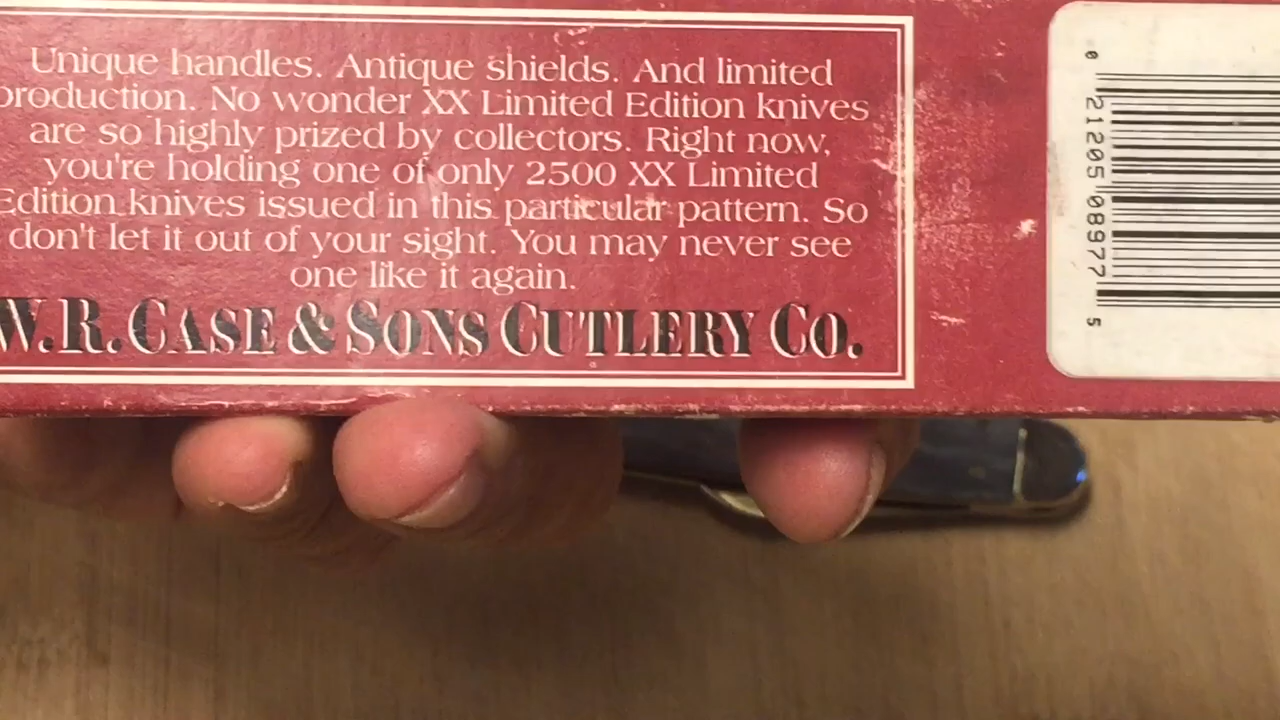 Unique handles. Antique shields. And limited
production. No wonder XX Limited Edition knives
are so highly prized by collectors. Right now,
you're holding one of only 2500 XX Limited
Edition knives issued in this particular pattern. So
don't let it out of your sight. You may never see
one like it again.
W.R. CASE & SONS CUTLERY CO.
0 21205 08977 5